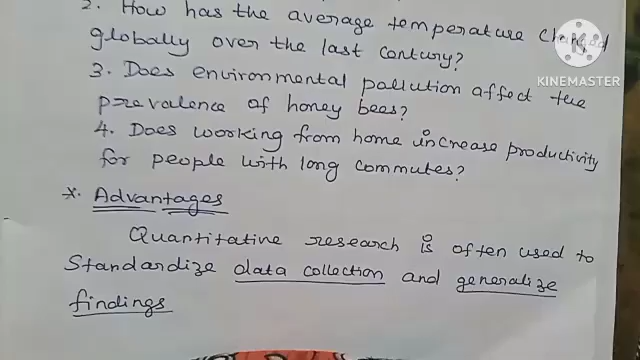 2. How has the average temperature changed
globally over the last century?
3. Does environmental pollution affect the
prevalence of honey bees?
4. Does working from home increase productivity
for people with long commutes?
*. Advantages
Quantitative research is often used to
Standardize data collection and generalize
findings
KINEMASTER